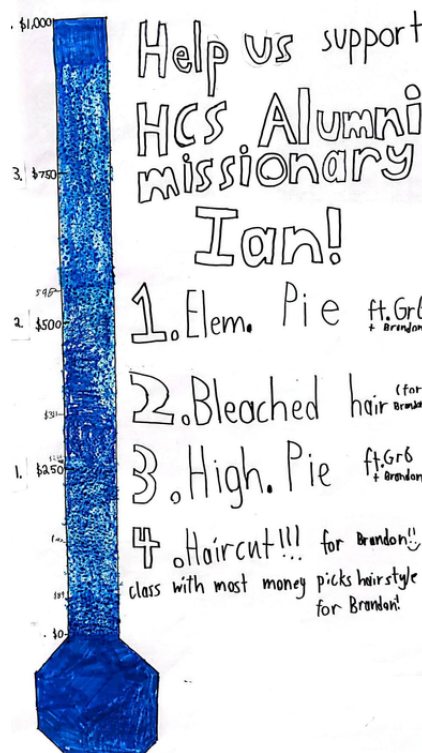 . $1,000
3. $750
595
2. $500
$311
1. $250
$0
Help us support
HCS Alumni
missionary
Ian!
1. Elem. Pie ft. Gr6
+ Brandon
2. Bleached hair (for
Brandon
3. High. Pie ft. Gr6
+ Brandon
4. Haircut!!! for Brandon!!
class with most money picks hairstyle
for Brandon!